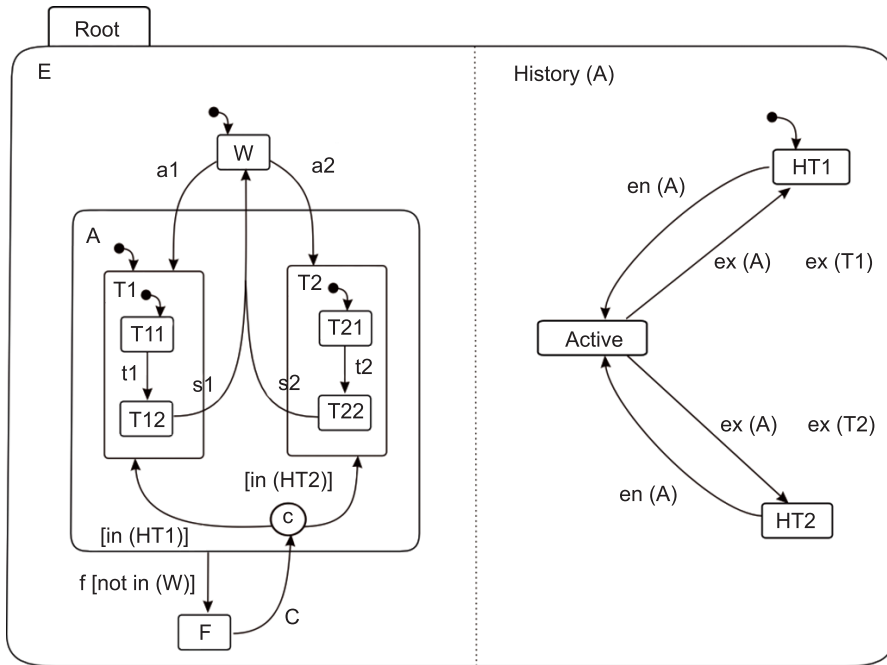 Root
E
History (A)
W
a1
a2
HT1
en (A)
A
T1
T2
ex (A) ex (T1)
T11
T21
Active
t1
t2
s1
s2
T12
T22
ex (A) ex (T2)
[in (HT2)]
en (A)
c
HT2
[in (HT1)]
f [not in (W)]
C
F